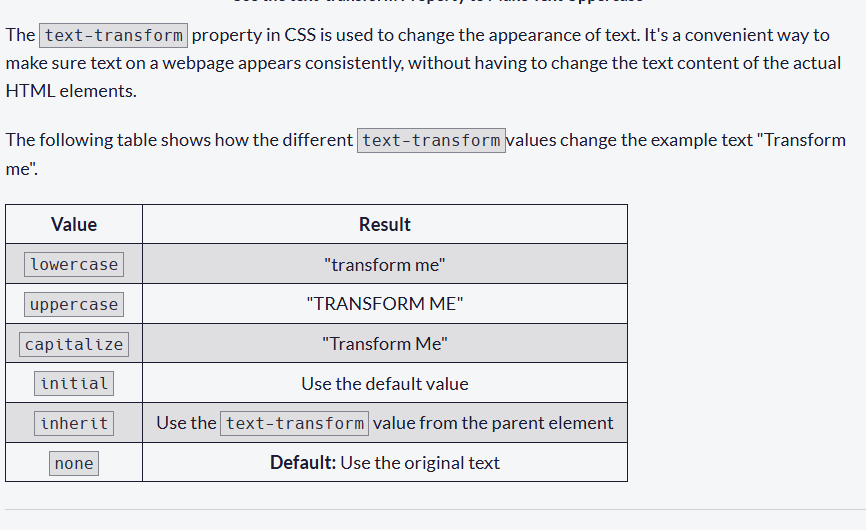 The text-transform property in CSS is used to change the appearance of text. It's a convenient way to
make sure text on a webpage appears consistently, without having to change the text content of the actual
HTML elements.
The following table shows how the different text-transform values change the example text "Transform
me".
Value Result
lowercase "transform me"
uppercase "TRANSFORM ME"
capitalize "Transform Me"
initial Use the default value
inherit Use the text-transform value from the parent element
none Default: Use the original text